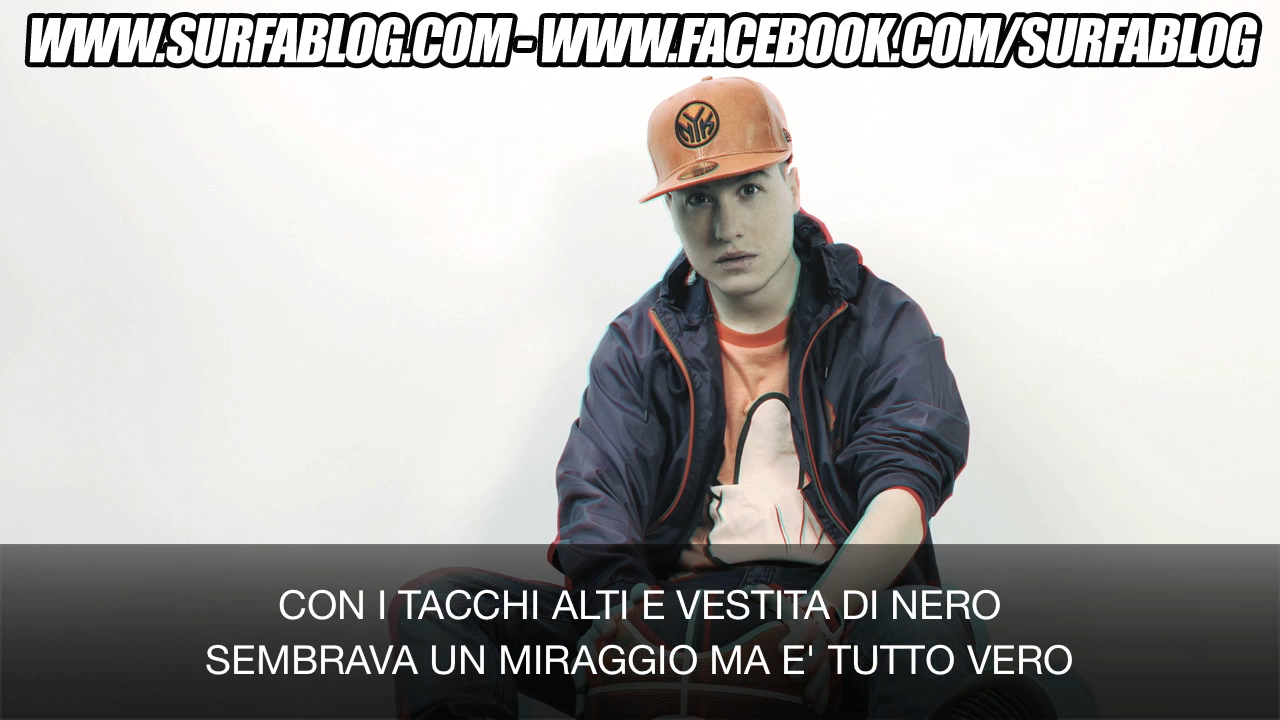 WWW.SURFABLOG.COM - WWW.FACEBOOK.COM/SURFABLOG
NYK
CON I TACCHI ALTI E VESTITA DI NERO
SEMBRAVA UN MIRAGGIO MA E' TUTTO VERO